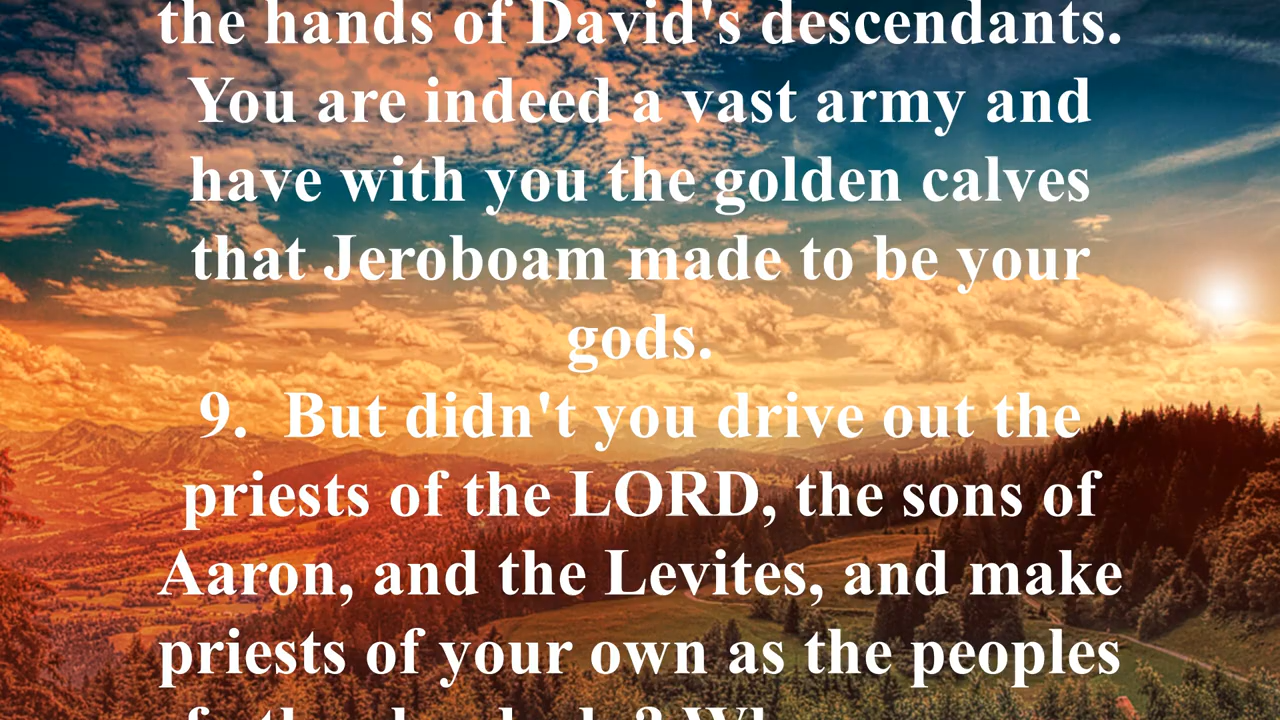 the hands of David's descendants.
You are indeed a vast army and
have with you the golden calves
that Jeroboam made to be your
gods.
9.  But didn't you drive out the
priests of the LORD, the sons of
Aaron, and the Levites, and make
priests of your own as the peoples